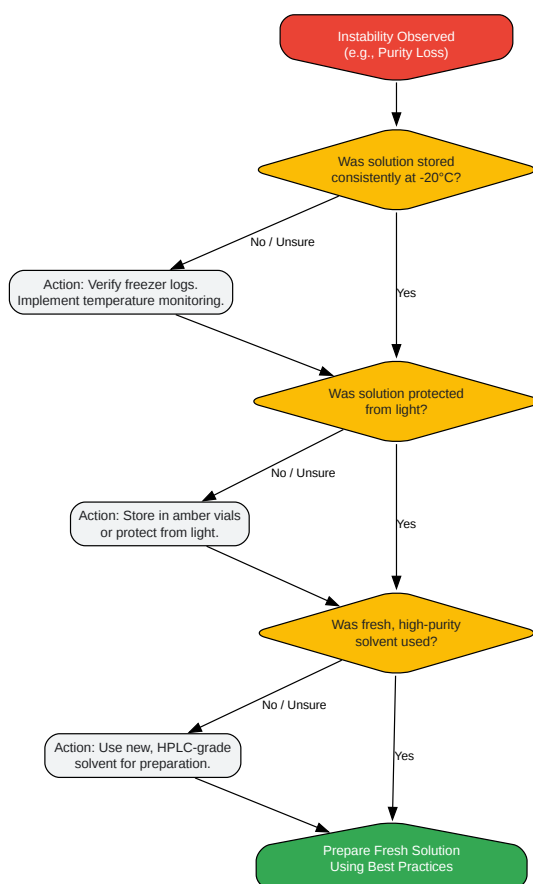 Instability Observed
(e.g., Purity Loss)
Was solution stored
consistently at -20°C?
No / Unsure
Yes
Action: Verify freezer logs.
Implement temperature monitoring.
Was solution protected
from light?
No / Unsure
Yes
Action: Store in amber vials
or protect from light.
Was fresh, high-purity
solvent used?
No / Unsure
Yes
Action: Use new, HPLC-grade
solvent for preparation.
Prepare Fresh Solution
Using Best Practices